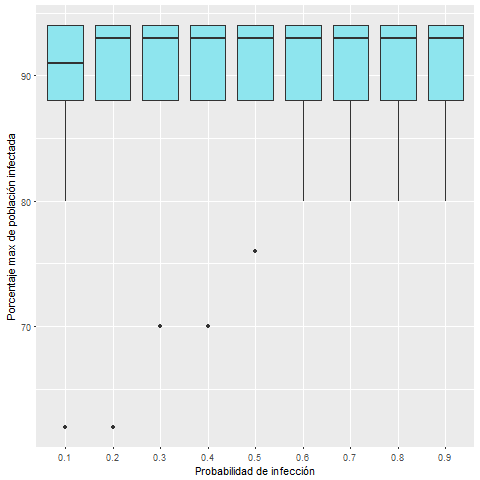 Porcentaje max de población infectada
90
80
70
0.1 0.2 0.3 0.4 0.5 0.6 0.7 0.8 0.9
Probabilidad de infección